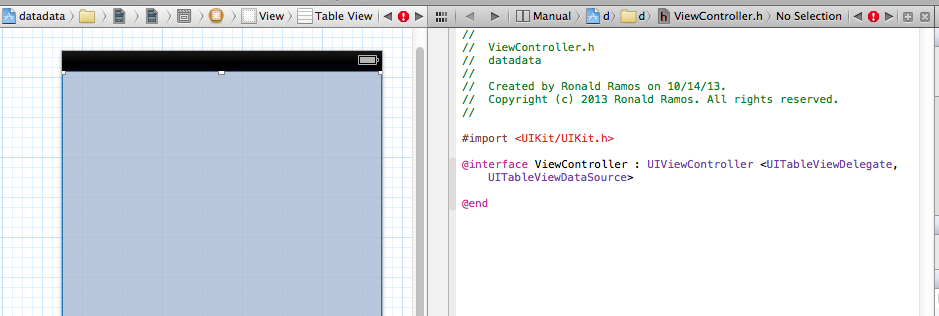 datadata View Table View Manual d d ViewController.h No Selection
//
//  ViewController.h
//  datadata
//
//  Created by Ronald Ramos on 10/14/13.
//  Copyright (c) 2013 Ronald Ramos. All rights reserved.
//
#import <UIKit/UIKit.h>
@interface ViewController : UIViewController <UITableViewDelegate,
UITableViewDataSource>
@end